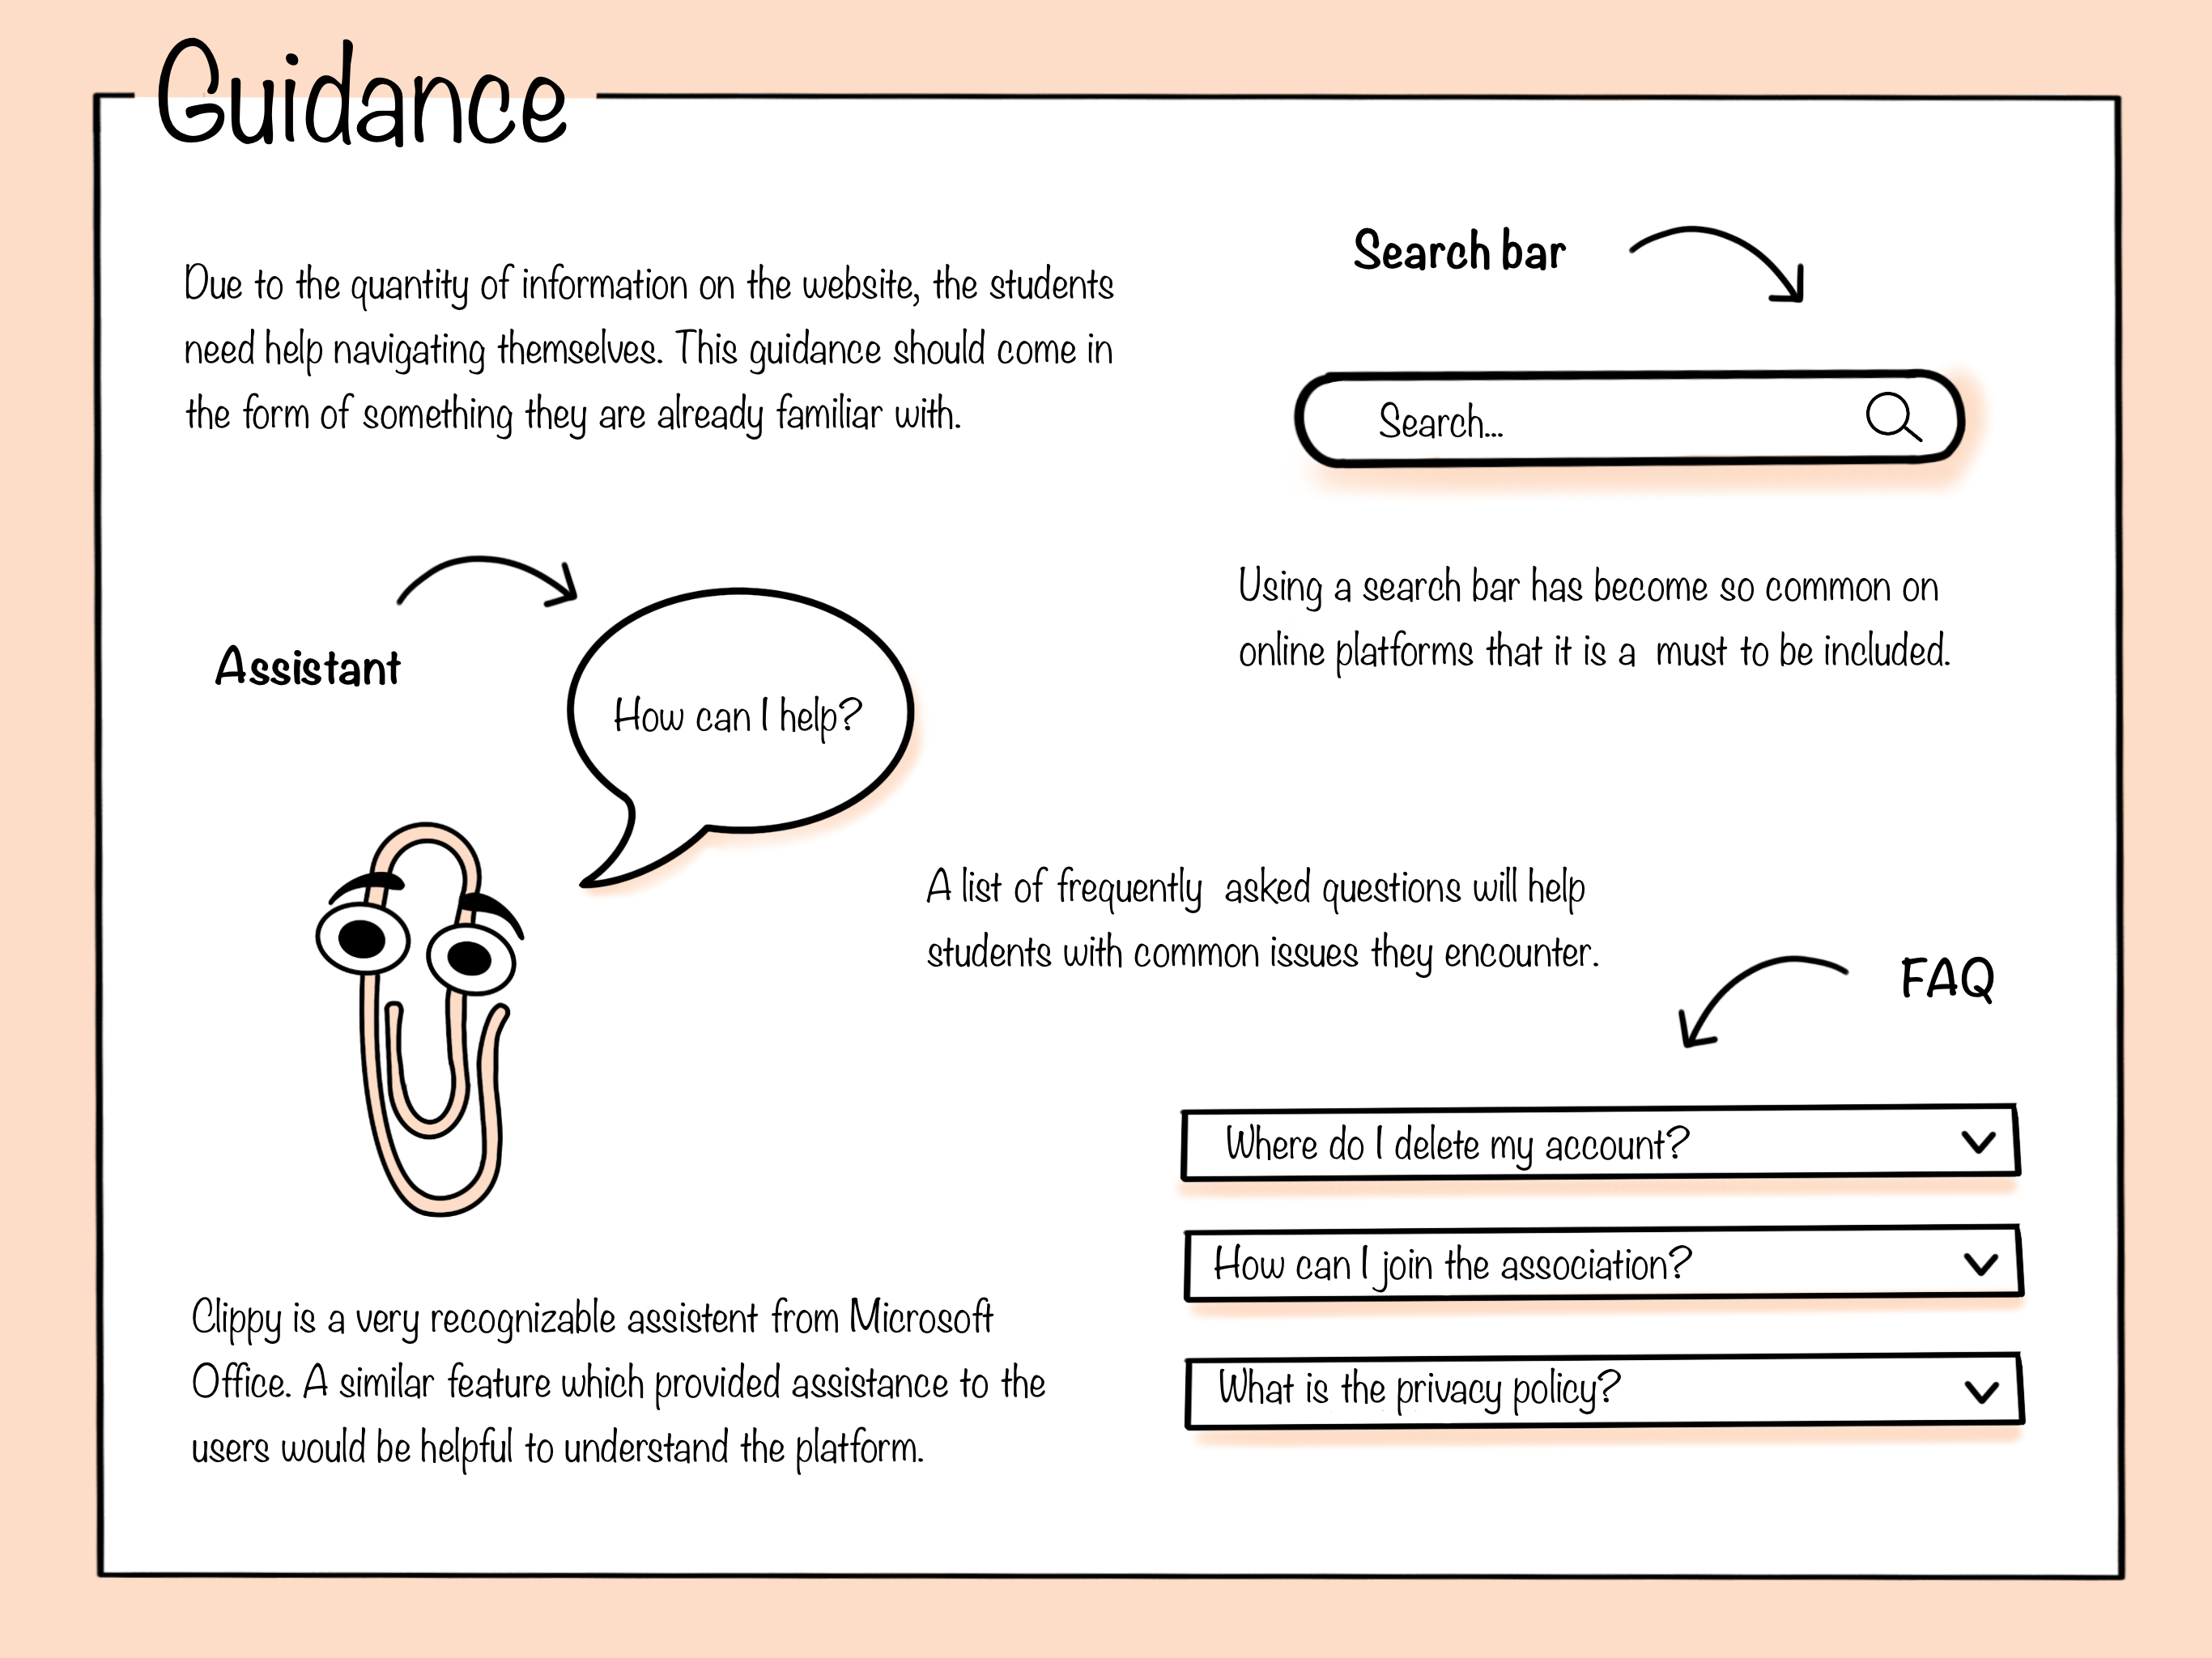 Guidance
Due to the quantity of information on the website, the students
need help navigating themselves. This guidance should come in
the form of something they are already familiar with.
Search bar
Search...
Using a search bar has become so common on
online platforms that it is a must to be included.
Assistant
How can I help?
Clippy is a very recognizable assistent from Microsoft
Office. A similar feature which provided assistance to the
users would be helpful to understand the platform.
A list of frequently asked questions will help
students with common issues they encounter.
FAQ
Where do I delete my account?
How can I join the association?
What is the privacy policy?